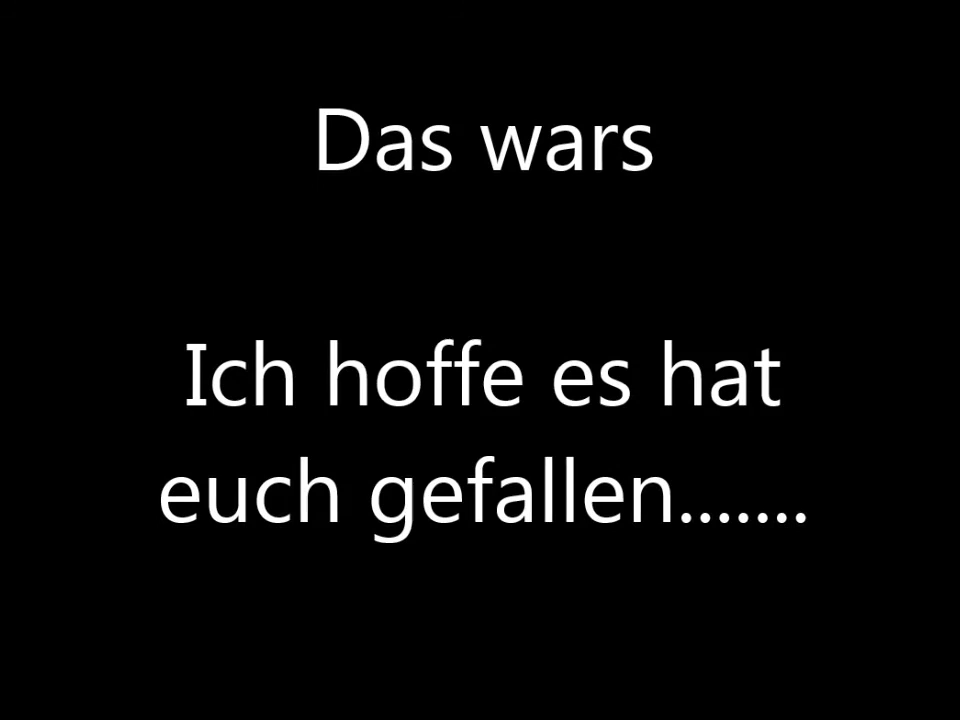 Das wars
Ich hoffe es hat
euch gefallen.......